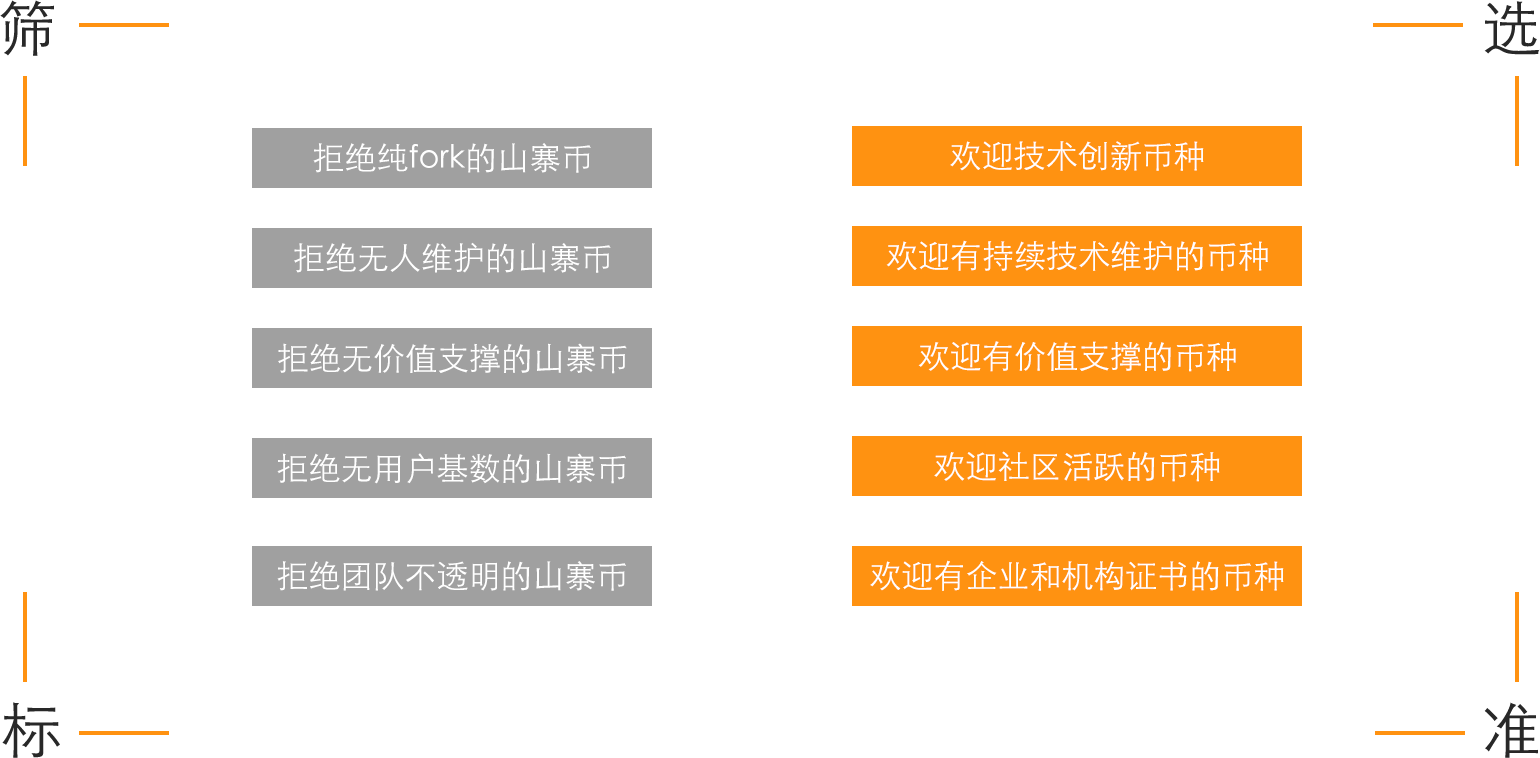 筛
选
拒绝纯fork的山寨币
欢迎技术创新币种
拒绝无人维护的山寨币
欢迎有持续技术维护的币种
拒绝无价值支撑的山寨币
欢迎有价值支撑的币种
拒绝无用户基数的山寨币
欢迎社区活跃的币种
拒绝团队不透明的山寨币
欢迎有企业和机构证书的币种
标
准